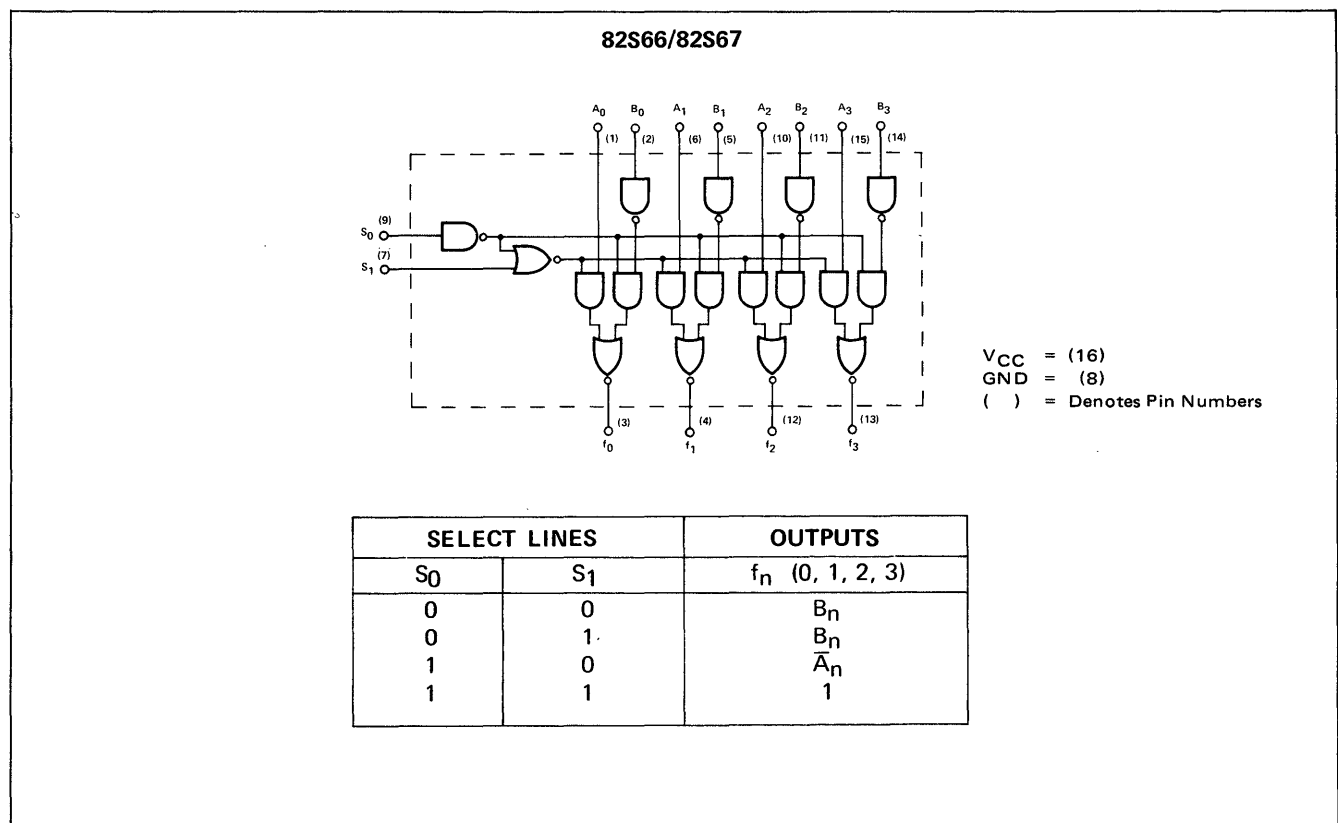 82S66/82S67
A0 B0 A1 B1 A2 B2 A3 B3
(1) (2) (6) (5) (10) (11) (15) (14)
(9)
S0
(7)
S1
VCC = (16)
GND = (8)
( ) = Denotes Pin Numbers
(3) (4) (12) (13)
f0 f1 f2 f3
SELECT LINES OUTPUTS
S0 S1 fn (0, 1, 2, 3)
0 0 Bn
0 1 Bn
1 0 A̅n
1 1 1